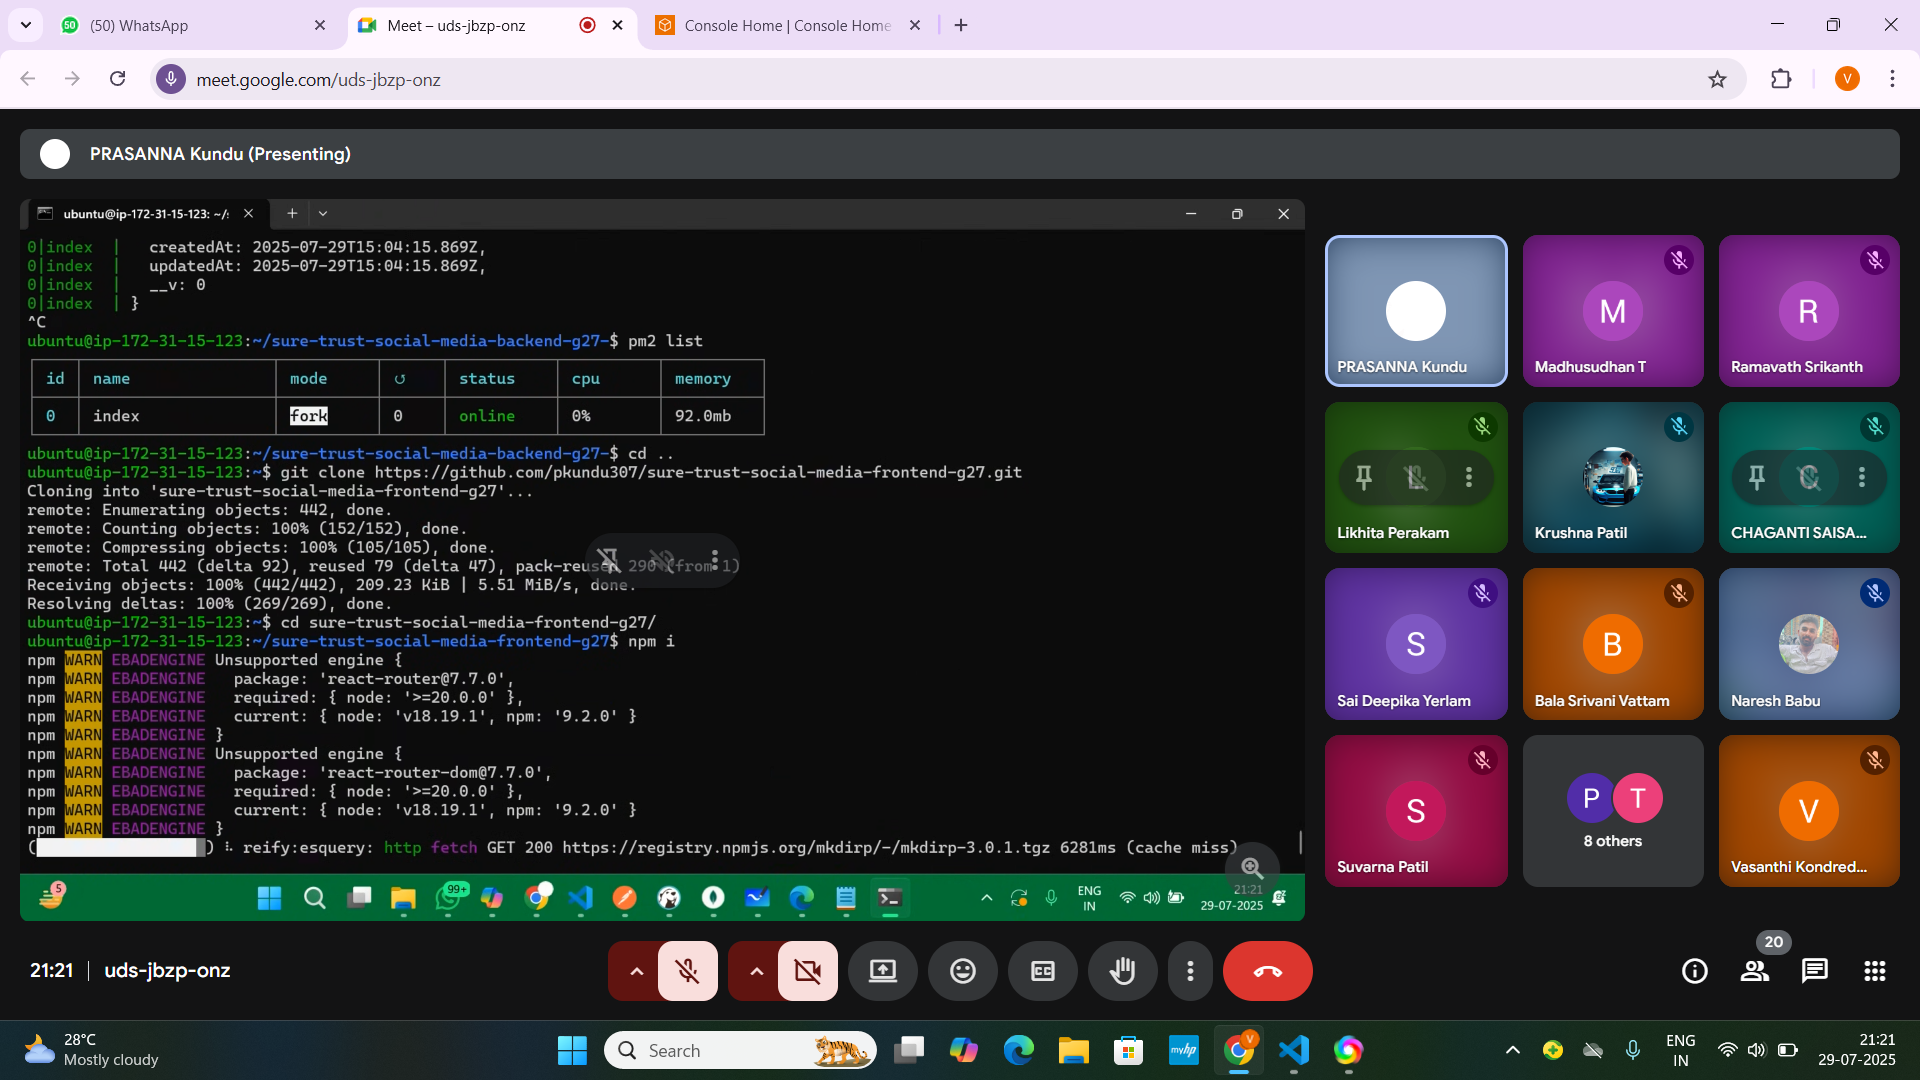 (50) WhatsApp
Meet – uds-jbzp-onz
Console Home | Console Home
meet.google.com/uds-jbzp-onz
V
PRASANNA Kundu (Presenting)
ubuntu@ip-172-31-15-123: ~/s
0|index | createdAt: 2025-07-29T15:04:15.869Z,
0|index | updatedAt: 2025-07-29T15:04:15.869Z,
0|index | __v: 0
0|index | }
^C
ubuntu@ip-172-31-15-123:~/sure-trust-social-media-backend-g27-$ pm2 list
id name mode ↺ status cpu memory
0 index fork 0 online 0% 92.0mb
ubuntu@ip-172-31-15-123:~/sure-trust-social-media-backend-g27-$ cd ..
ubuntu@ip-172-31-15-123:~$ git clone https://github.com/pkundu307/sure-trust-social-media-frontend-g27.git
Cloning into 'sure-trust-social-media-frontend-g27'...
remote: Enumerating objects: 442, done.
remote: Counting objects: 100% (152/152), done.
remote: Compressing objects: 100% (105/105), done.
remote: Total 442 (delta 92), reused 79 (delta 47), pack-reused 290 (from 1)
Receiving objects: 100% (442/442), 209.23 KiB | 5.51 MiB/s, done.
Resolving deltas: 100% (269/269), done.
ubuntu@ip-172-31-15-123:~$ cd sure-trust-social-media-frontend-g27/
ubuntu@ip-172-31-15-123:~/sure-trust-social-media-frontend-g27$ npm i
npm WARN EBADENGINE Unsupported engine {
npm WARN EBADENGINE package: 'react-router@7.7.0',
npm WARN EBADENGINE required: { node: '>=20.0.0' },
npm WARN EBADENGINE current: { node: 'v18.19.1', npm: '9.2.0' }
npm WARN EBADENGINE }
npm WARN EBADENGINE Unsupported engine {
npm WARN EBADENGINE package: 'react-router-dom@7.7.0',
npm WARN EBADENGINE required: { node: '>=20.0.0' },
npm WARN EBADENGINE current: { node: 'v18.19.1', npm: '9.2.0' }
npm WARN EBADENGINE }
( ) ⠧ reify:esquery: http fetch GET 200 https://registry.npmjs.org/mkdirp/-/mkdirp-3.0.1.tgz 6281ms (cache miss)
5
99+
ENG
IN
21:21
29-07-2025
PRASANNA Kundu
M
Madhusudhan T
R
Ramavath Srikanth
L
Likhita Perakam
Krushna Patil
C
CHAGANTI SAISA...
S
Sai Deepika Yerlam
B
Bala Srivani Vattam
Naresh Babu
S
Suvarna Patil
P T
8 others
V
Vasanthi Kondred...
21:21 | uds-jbzp-onz
20
28°C
Mostly cloudy
Search
myhp
V
ENG
IN
21:21
29-07-2025